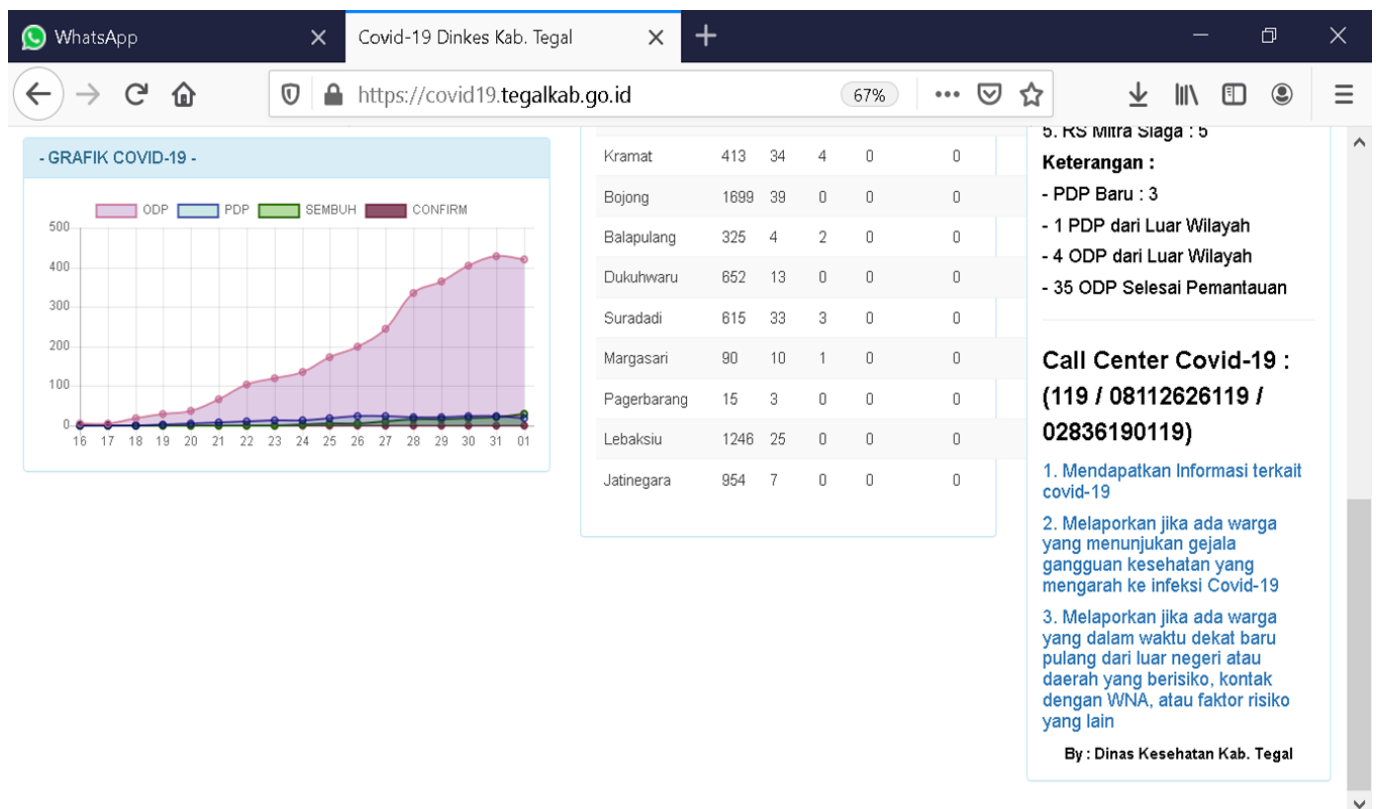 WhatsApp
Covid-19 Dinkes Kab. Tegal
https://covid19.tegalkab.go.id
67%
- GRAFIK COVID-19 -
ODP PDP SEMBUH CONFIRM
500
400
300
200
100
0
16 17 18 19 20 21 22 23 24 25 26 27 28 29 30 31 01
Kramat 413 34 4 0 0
Bojong 1699 39 0 0 0
Balapulang 325 4 2 0 0
Dukuhwaru 652 13 0 0 0
Suradadi 615 33 3 0 0
Margasari 90 10 1 0 0
Pagerbarang 15 3 0 0 0
Lebaksiu 1246 25 0 0 0
Jatinegara 954 7 0 0 0
5. RS Mitra Siaga : 5
Keterangan :
- PDP Baru : 3
- 1 PDP dari Luar Wilayah
- 4 ODP dari Luar Wilayah
- 35 ODP Selesai Pemantauan
Call Center Covid-19 :
(119 / 08112626119 /
02836190119)
1. Mendapatkan Informasi terkait
covid-19
2. Melaporkan jika ada warga
yang menunjukan gejala
gangguan kesehatan yang
mengarah ke infeksi Covid-19
3. Melaporkan jika ada warga
yang dalam waktu dekat baru
pulang dari luar negeri atau
daerah yang berisiko, kontak
dengan WNA, atau faktor risiko
yang lain
By : Dinas Kesehatan Kab. Tegal